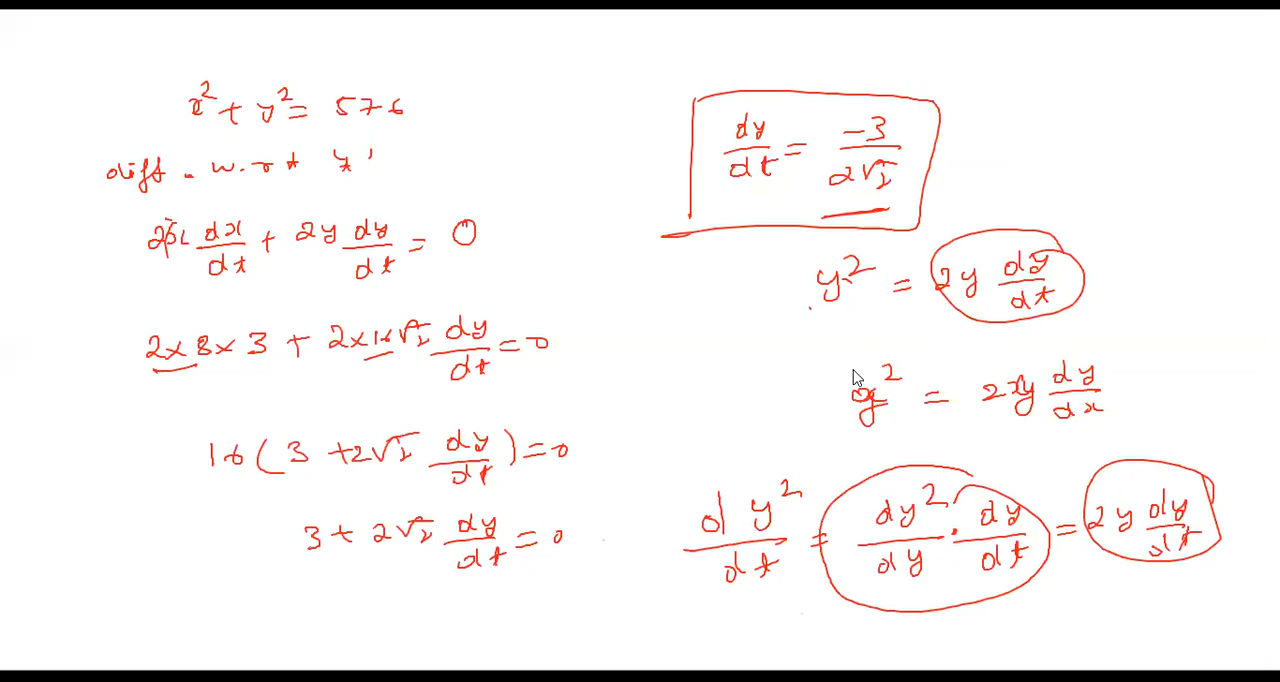 x² + y² = 576
diff. w.r.t 't'
2x dx/dt + 2y dy/dt = 0
2×8×3 + 2×16√2 dy/dt = 0
16(3 + 2√2 dy/dt) = 0
3 + 2√2 dy/dt = 0
dy/dt = -3/2√2
y² = 2y dy/dt
y² = 2y dy/dx
d y²/dt = dy²/dy · dy/dt = 2y dy/dt